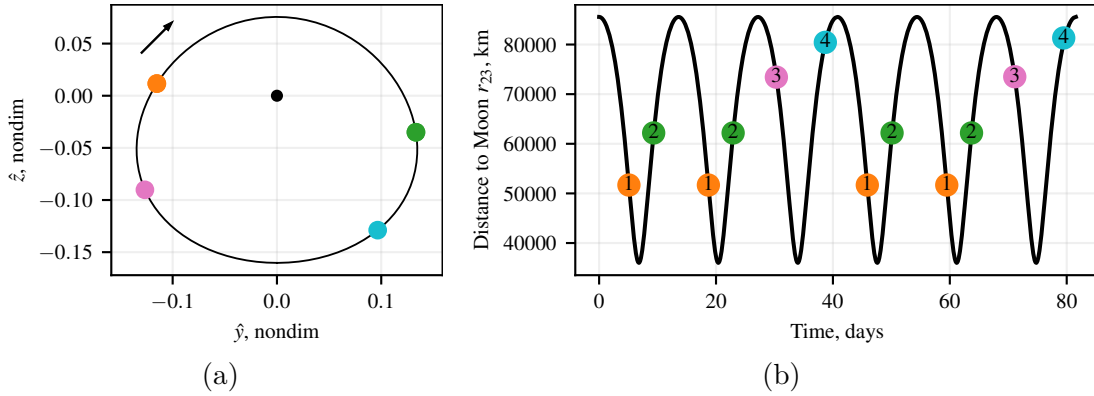 0.05
0.00
−0.05
−0.10
−0.15
ẑ, nondim
−0.1
0.0
0.1
ŷ, nondim
(a)
80000
70000
60000
50000
40000
Distance to Moon r₂₃, km
1 2 1 2 3 4 1 2 1 2 3 4
0 20 40 60 80
Time, days
(b)